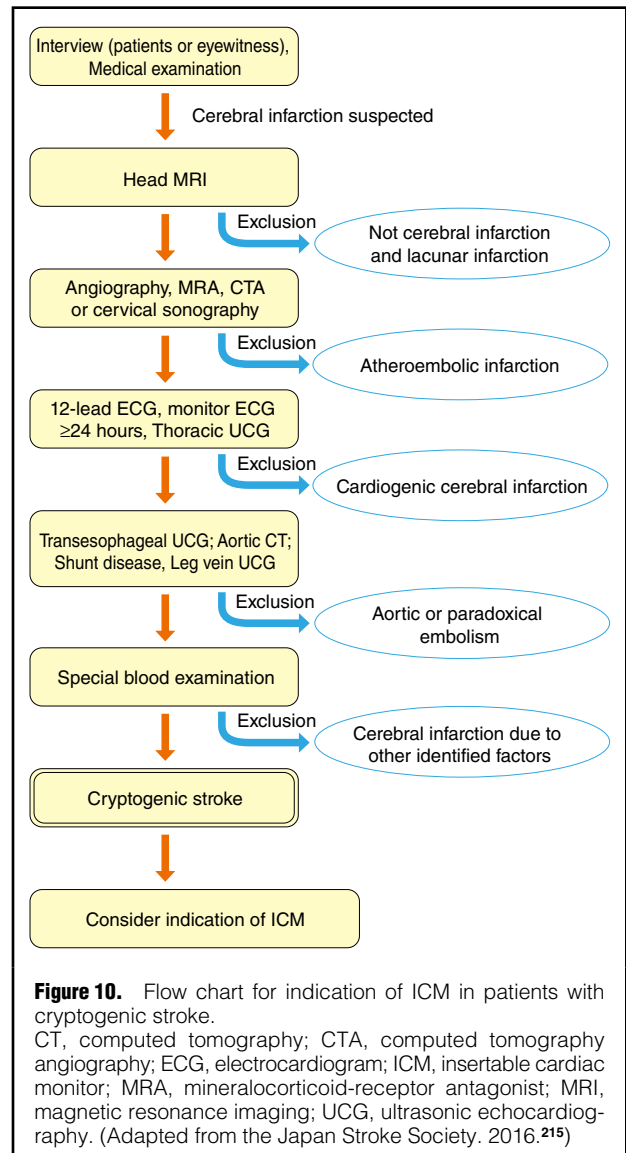 Interview (patients or eyewitness),
Medical examination
Cerebral infarction suspected
Head MRI
Exclusion
Not cerebral infarction
and lacunar infarction
Angiography, MRA, CTA
or cervical sonography
Exclusion
Atheroembolic infarction
12-lead ECG, monitor ECG
≥24 hours, Thoracic UCG
Exclusion
Cardiogenic cerebral infarction
Transesophageal UCG; Aortic CT;
Shunt disease, Leg vein UCG
Exclusion
Aortic or paradoxical
embolism
Special blood examination
Exclusion
Cerebral infarction due to
other identified factors
Cryptogenic stroke
Consider indication of ICM
Figure 10. Flow chart for indication of ICM in patients with
cryptogenic stroke.
CT, computed tomography; CTA, computed tomography
angiography; ECG, electrocardiogram; ICM, insertable cardiac
monitor; MRA, mineralocorticoid-receptor antagonist; MRI,
magnetic resonance imaging; UCG, ultrasonic echocardiog-
raphy. (Adapted from the Japan Stroke Society. 2016.215)